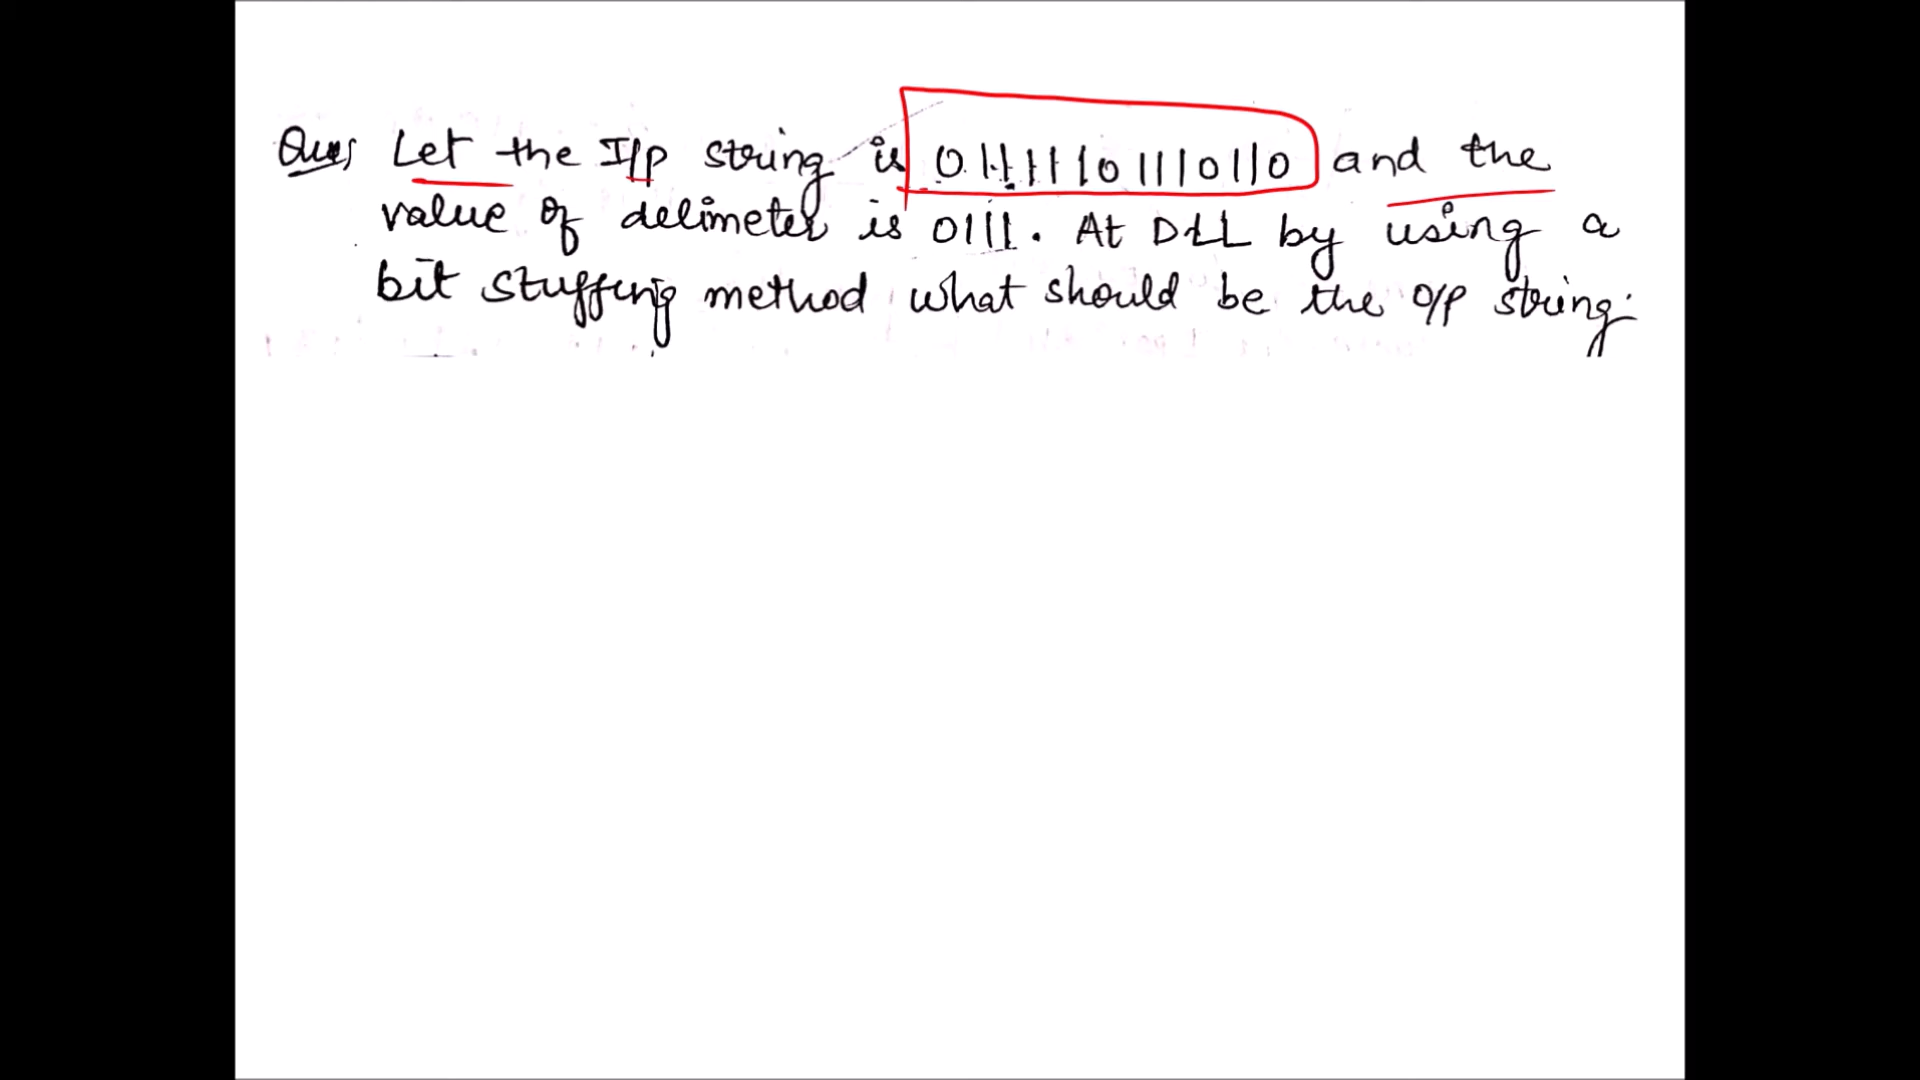 Ques Let the I/p string is 01111101110110 and the
value of delimeter is 0111. At DLL by using a
bit stuffing method what should be the o/p string.